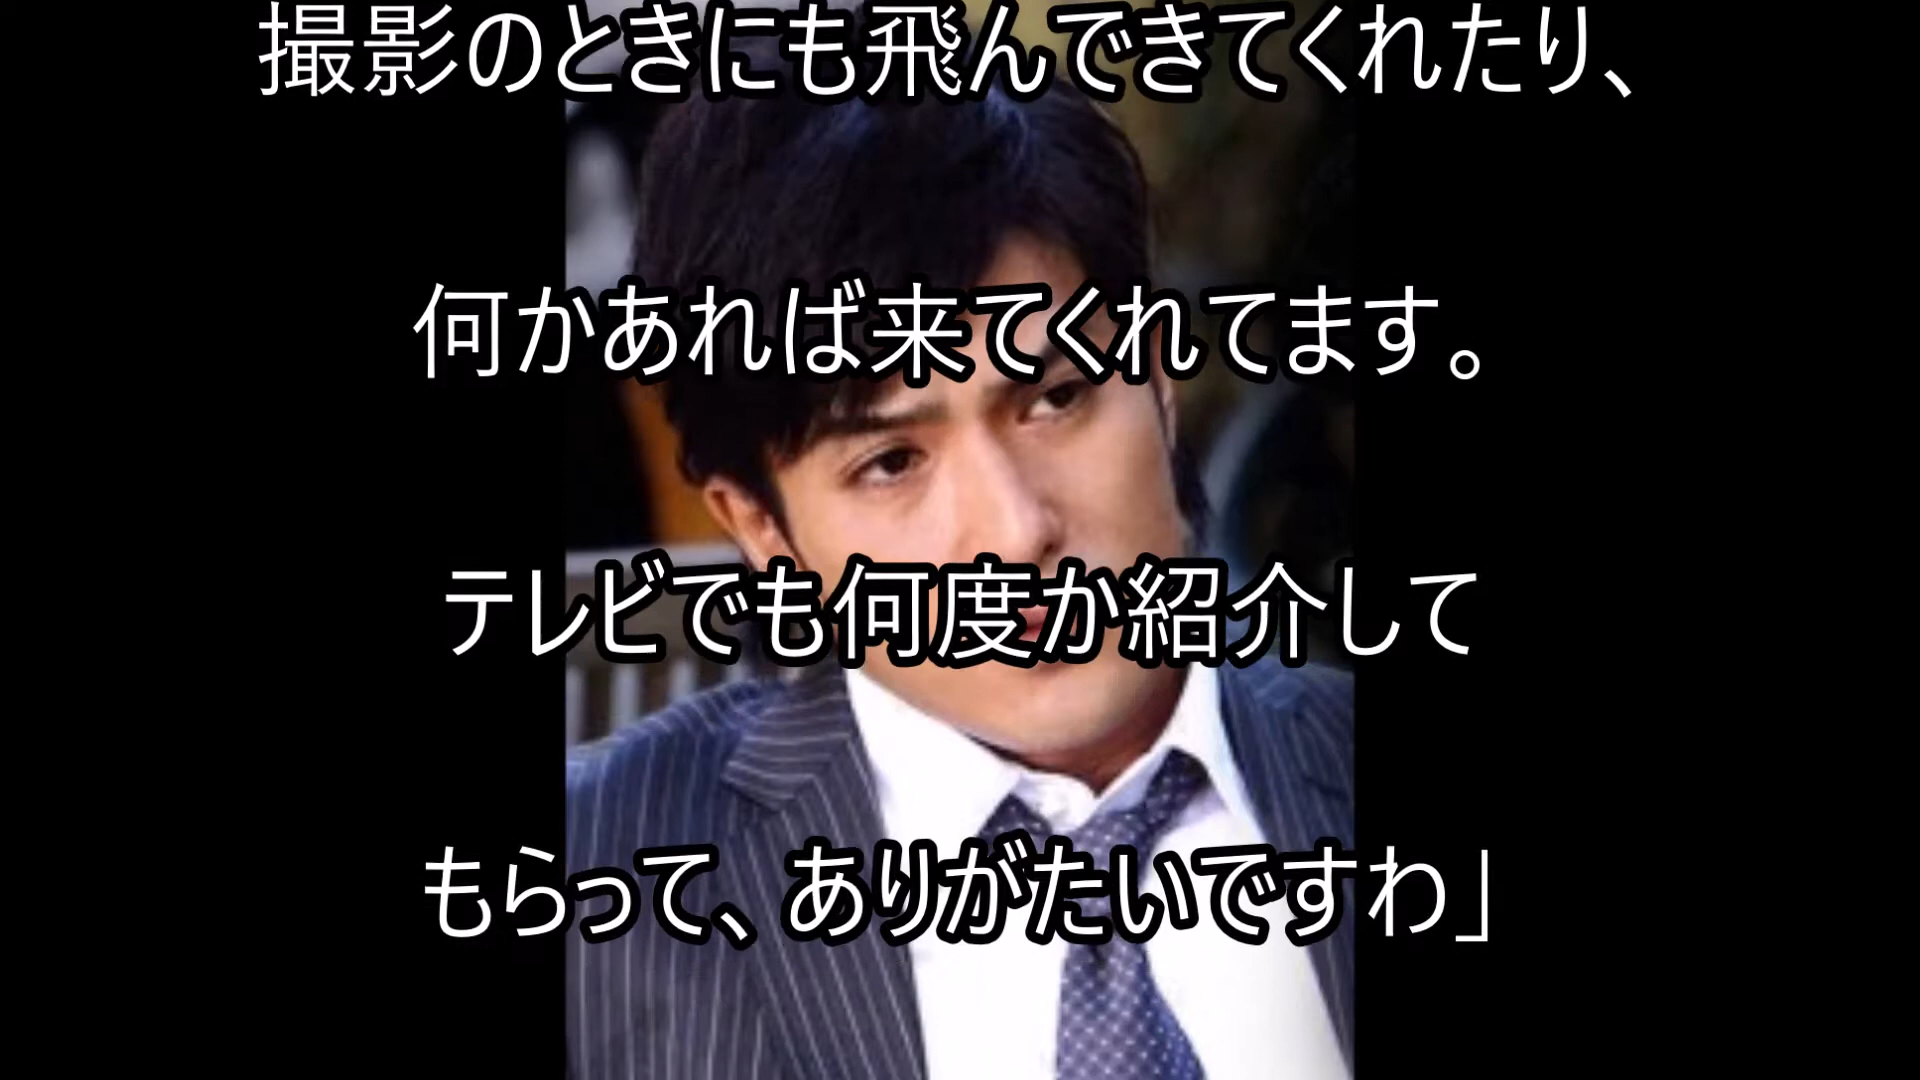 撮影のときにも飛んできてくれたり、
何かあれば来てくれてます。
テレビでも何度か紹介して
もらって、ありがたいですわ」